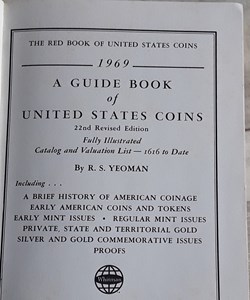 THE RED BOOK OF UNITED STATES COINS
1969
A GUIDE BOOK
of
UNITED STATES COINS
22nd Revised Edition
Fully Illustrated
Catalog and Valuation List — 1616 to Date
By R. S. YEOMAN
Including . . .
A BRIEF HISTORY OF AMERICAN COINAGE
EARLY AMERICAN COINS AND TOKENS
EARLY MINT ISSUES • REGULAR MINT ISSUES
PRIVATE, STATE AND TERRITORIAL GOLD
SILVER AND GOLD COMMEMORATIVE ISSUES
PROOFS
Whitman